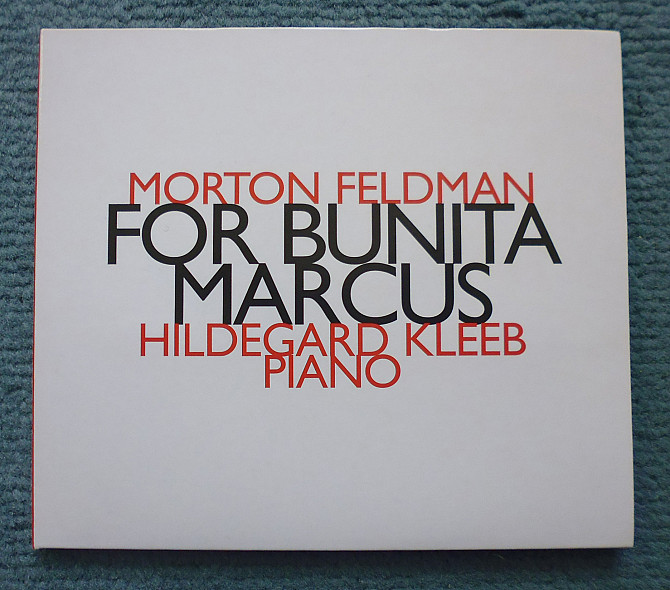 MORTON FELDMAN
FOR BUNITA
MARCUS
HILDEGARD KLEEB
PIANO